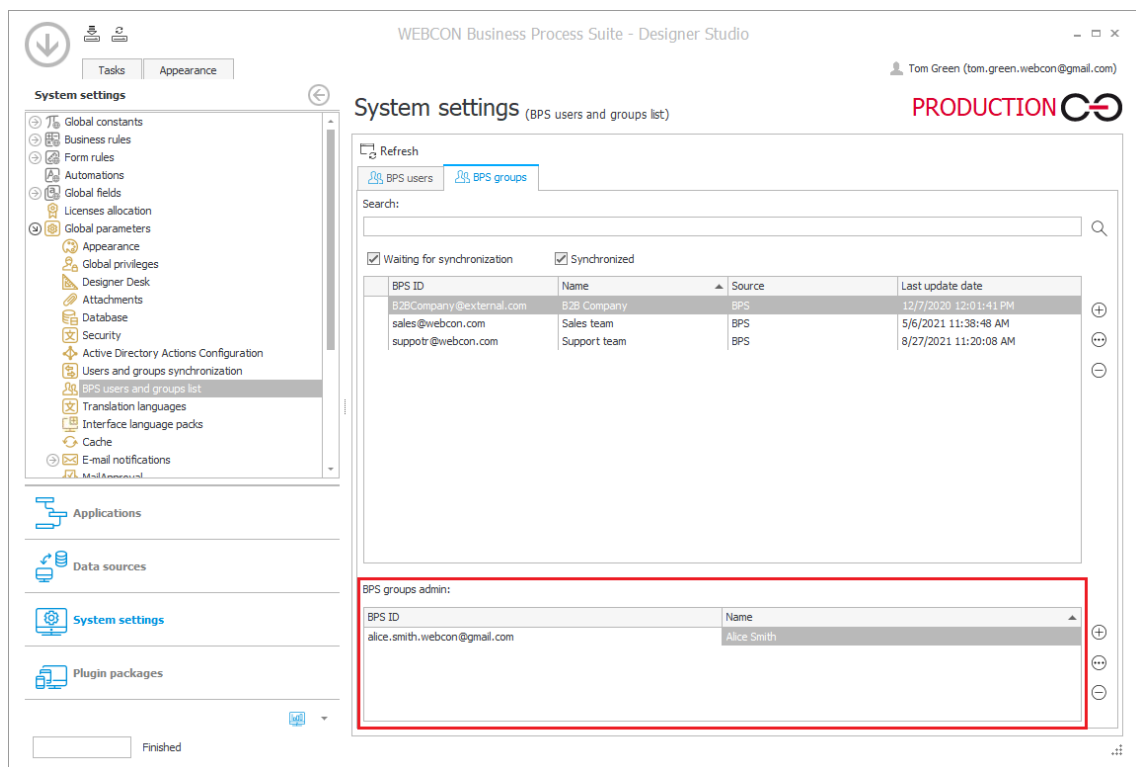 WEBCON Business Process Suite - Designer Studio
Tasks Appearance
Tom Green (tom.green.webcon@gmail.com)
System settings
System settings (BPS users and groups list)
PRODUCTION
Global constants
Business rules
Form rules
Automations
Global fields
Licenses allocation
Global parameters
Appearance
Global privileges
Designer Desk
Attachments
Database
Security
Active Directory Actions Configuration
Users and groups synchronization
BPS users and groups list
Translation languages
Interface language packs
Cache
E-mail notifications
MailApproval
Applications
Data sources
System settings
Plugin packages
Finished
Refresh
BPS users BPS groups
Search:
Waiting for synchronization Synchronized
BPS ID Name Source Last update date
B2BCompany@external.com B2B Company BPS 12/7/2020 12:01:41 PM
sales@webcon.com Sales team BPS 5/6/2021 11:38:48 AM
suppotr@webcon.com Support team BPS 8/27/2021 11:20:08 AM
BPS groups admin:
BPS ID Name
alice.smith.webcon@gmail.com Alice Smith